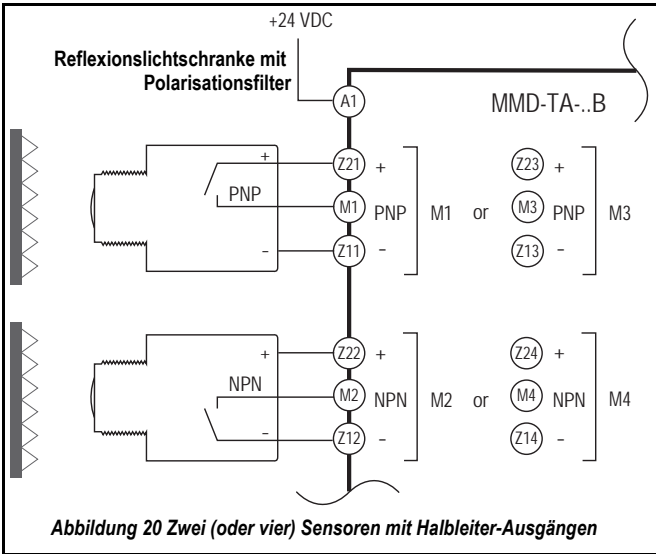 +24 VDC
Reflexionslichtschranke mit
Polarisationsfilter
A1
MMD-TA-..B
+ Z21 + Z23 +
PNP M1 PNP M1 or M3 PNP M3
– Z11 – Z13 –
+ Z22 + Z24 +
NPN M2 NPN M2 or M4 NPN M4
– Z12 – Z14 –
Abbildung 20 Zwei (oder vier) Sensoren mit Halbleiter-Ausgängen